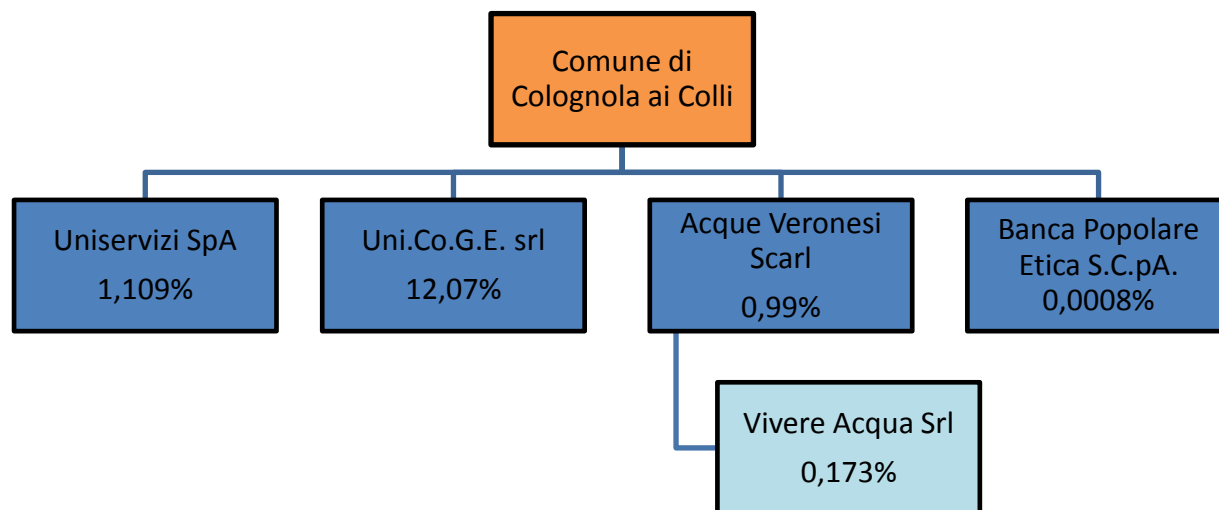 Comune di
Colognola ai Colli
Uniservizi SpA
1,109%
Uni.Co.G.E. srl
12,07%
Acque Veronesi
Scarl
0,99%
Banca Popolare
Etica S.C.pA.
0,0008%
Vivere Acqua Srl
0,173%